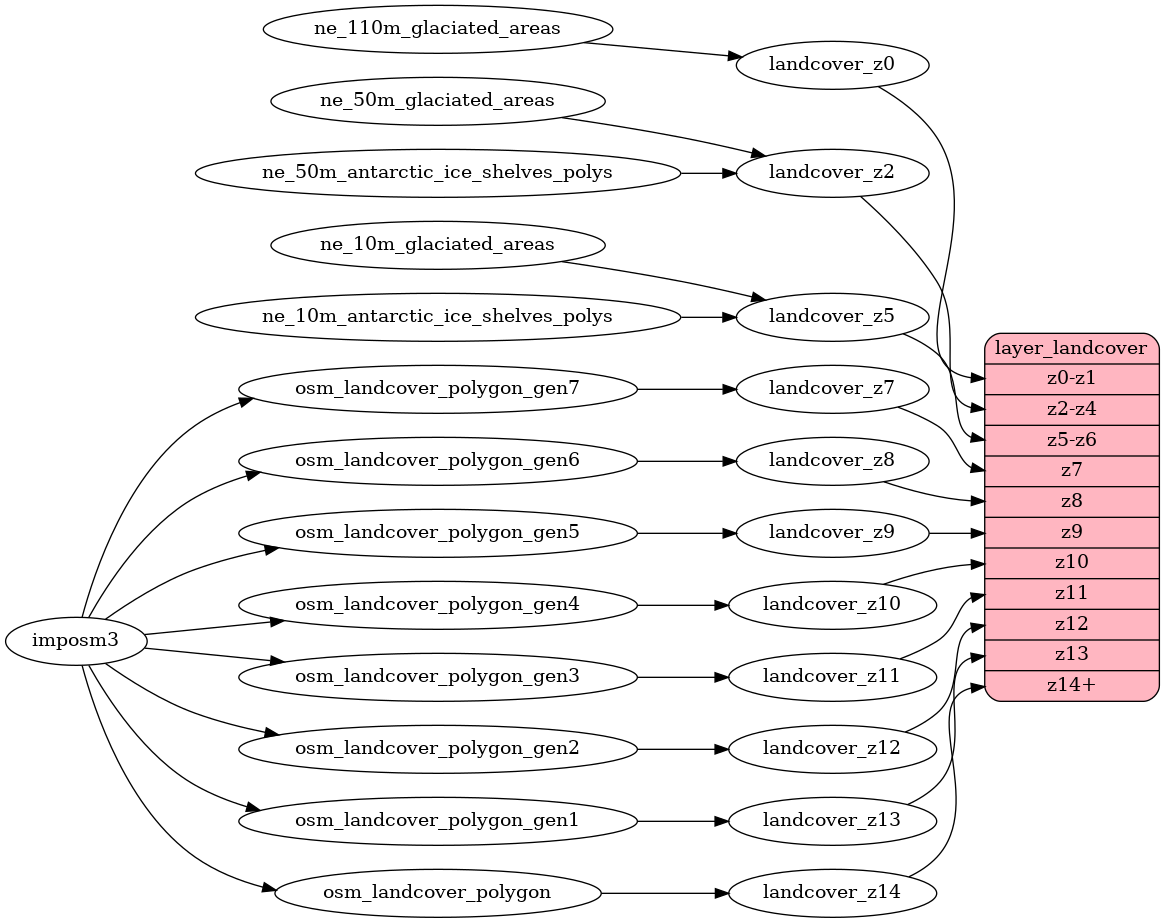 ne_110m_glaciated_areas
landcover_z0
ne_50m_glaciated_areas
ne_50m_antarctic_ice_shelves_polys
landcover_z2
ne_10m_glaciated_areas
ne_10m_antarctic_ice_shelves_polys
landcover_z5
osm_landcover_polygon_gen7
landcover_z7
osm_landcover_polygon_gen6
landcover_z8
osm_landcover_polygon_gen5
landcover_z9
osm_landcover_polygon_gen4
landcover_z10
imposm3
osm_landcover_polygon_gen3
landcover_z11
osm_landcover_polygon_gen2
landcover_z12
osm_landcover_polygon_gen1
landcover_z13
osm_landcover_polygon
landcover_z14
layer_landcover
z0-z1
z2-z4
z5-z6
z7
z8
z9
z10
z11
z12
z13
z14+